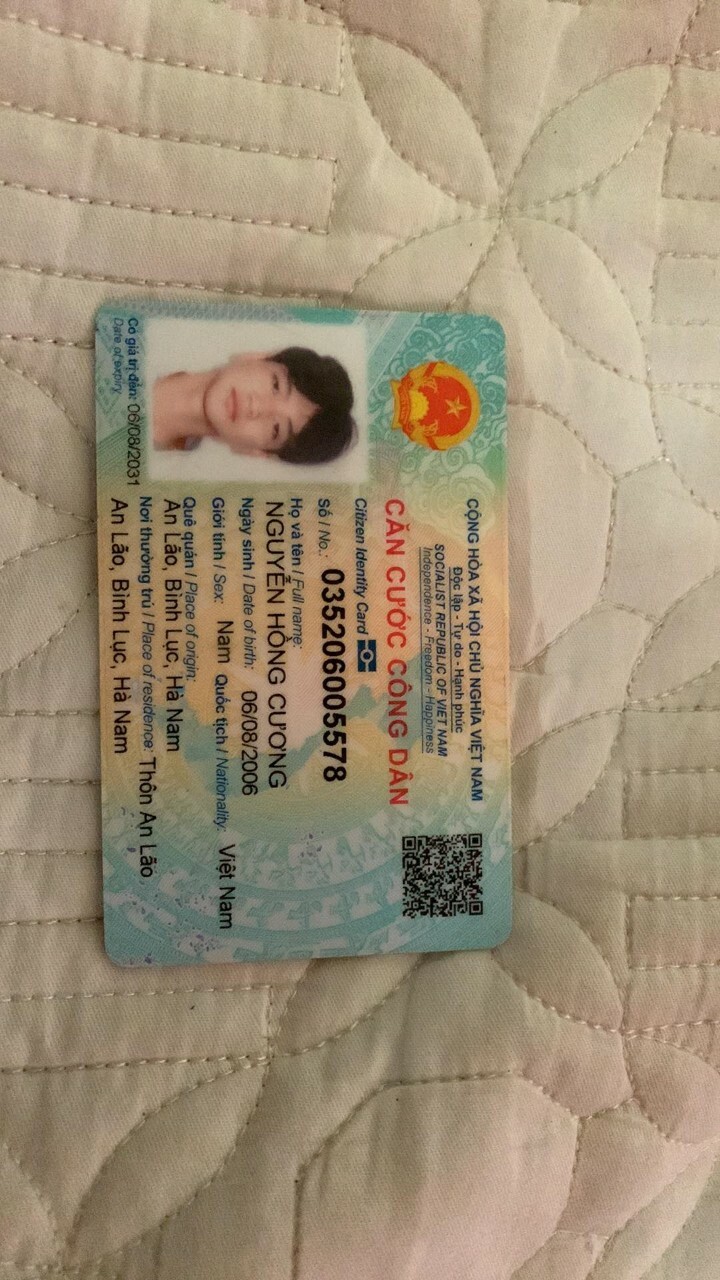 CỘNG HÒA XÃ HỘI CHỦ NGHĨA VIỆT NAM
Độc lập - Tự do - Hạnh phúc
SOCIALIST REPUBLIC OF VIET NAM
Independence - Freedom - Happiness
CĂN CƯỚC CÔNG DÂN
Citizen Identity Card
Số / No.: 035206005578
Họ và tên / Full name:
NGUYỄN HỒNG CƯƠNG
Ngày sinh / Date of birth: 06/08/2006
Giới tính / Sex: Nam Quốc tịch / Nationality: Việt Nam
Quê quán / Place of origin:
An Lão, Bình Lục, Hà Nam
Nơi thường trú / Place of residence: Thôn An Lão
An Lão, Bình Lục, Hà Nam
Có giá trị đến: 06/08/2031
Date of expiry